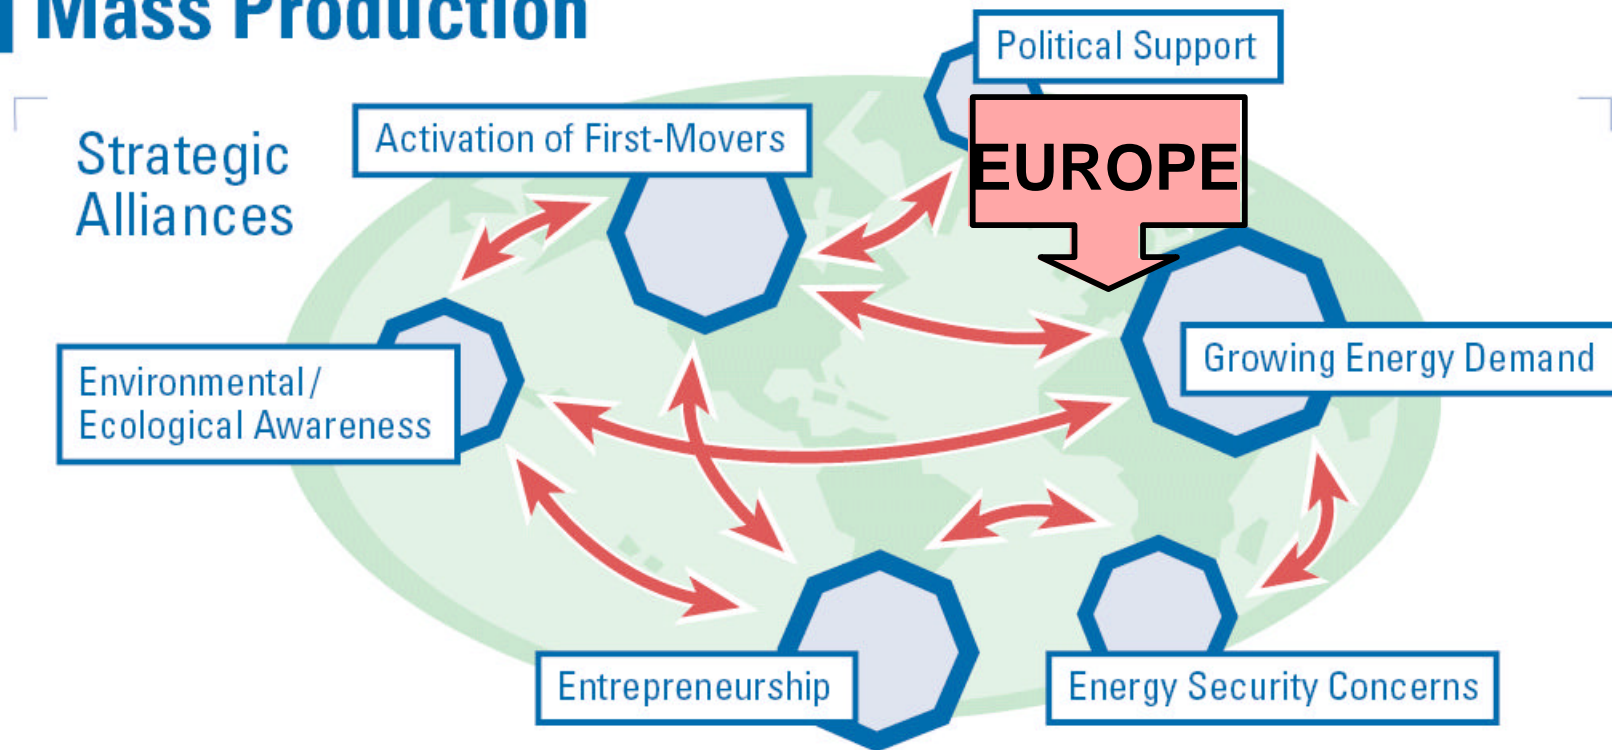 Mass Production
Political Support
Activation of First-Movers
Strategic
Alliances
EUROPE
Growing Energy Demand
Environmental/
Ecological Awareness
Entrepreneurship
Energy Security Concerns